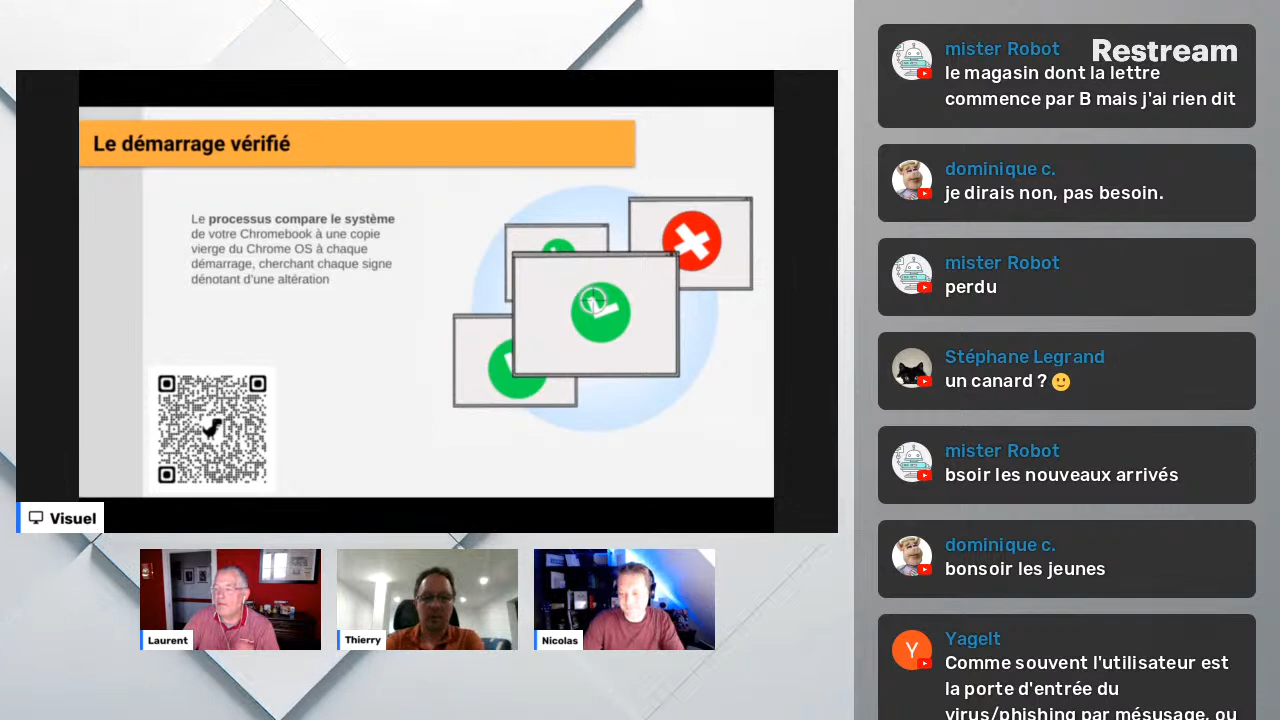 Le démarrage vérifié
Le processus compare le système
de votre Chromebook à une copie
vierge du Chrome OS à chaque
démarrage, cherchant chaque signe
dénotant d'une altération
Visuel
Laurent
Thierry
Nicolas
Restream
mister Robot
le magasin dont la lettre
commence par B mais j'ai rien dit
dominique c.
je dirais non, pas besoin.
mister Robot
perdu
Stéphane Legrand
un canard ? 🙂
mister Robot
bsoir les nouveaux arrivés
dominique c.
bonsoir les jeunes
Y
YageIt
Comme souvent l'utilisateur est
la porte d'entrée du
virus/phishing par mésusage, ou